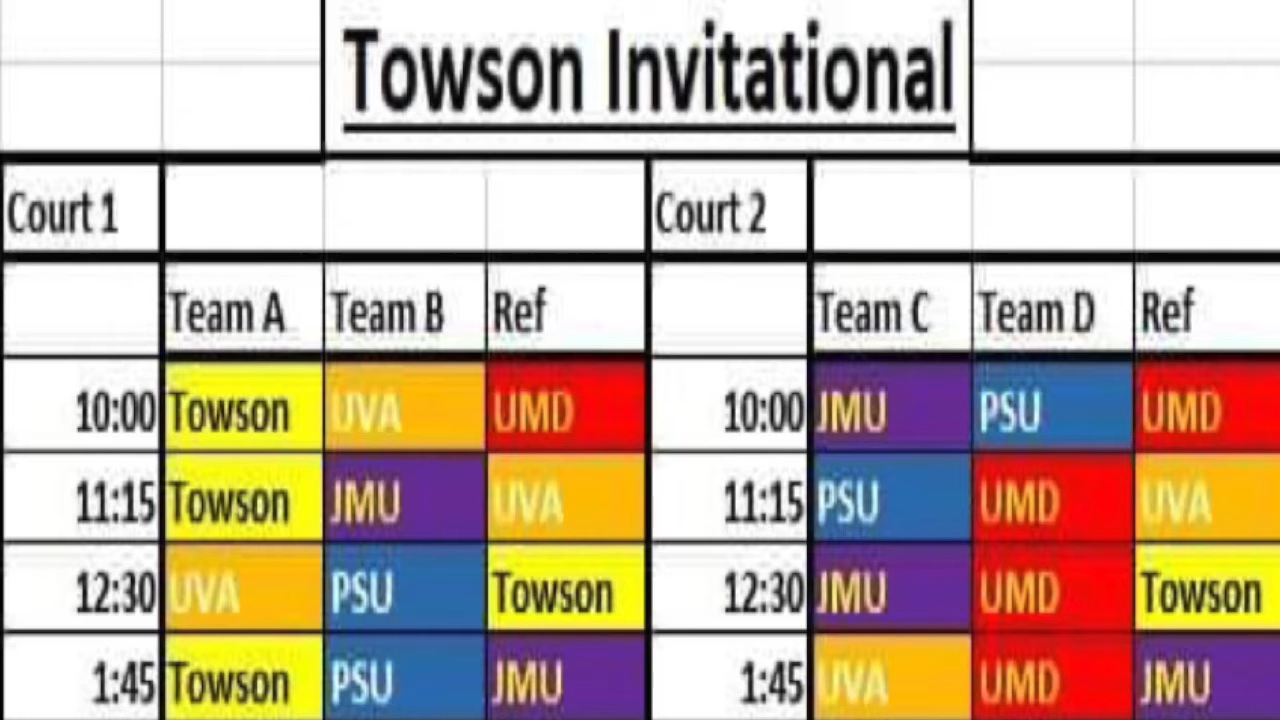 Towson Invitational
Court 1 Court 2
Team A Team B Ref Team C Team D Ref
10:00 Towson UVA UMD 10:00 JMU PSU UMD
11:15 Towson JMU UVA 11:15 PSU UMD UVA
12:30 UVA PSU Towson 12:30 JMU UMD Towson
1:45 Towson PSU JMU 1:45 UVA UMD JMU